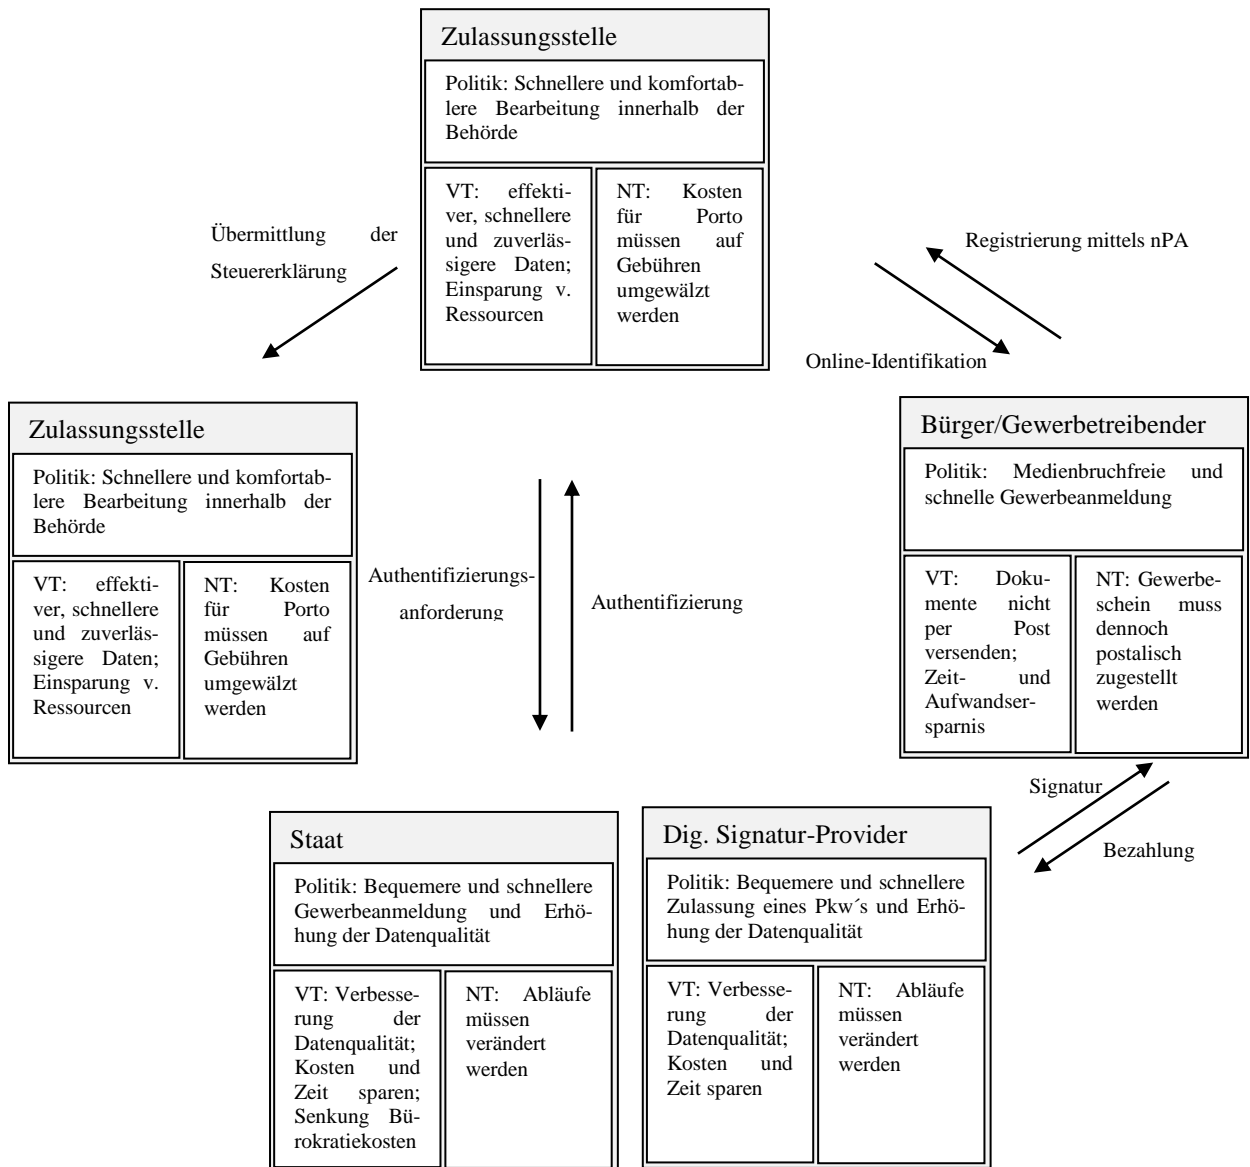 Zulassungsstelle
Politik: Schnellere und komfortab-
lere Bearbeitung innerhalb der
Behörde
VT: effekti-
ver, schnellere
und zuverläs-
sigere Daten;
Einsparung v.
Ressourcen
NT: Kosten
für Porto
müssen auf
Gebühren
umgewälzt
werden
Übermittlung der
Steuererklärung
Registrierung mittels nPA
Online-Identifikation
Zulassungsstelle
Politik: Schnellere und komfortab-
lere Bearbeitung innerhalb der
Behörde
VT: effekti-
ver, schnellere
und zuverläs-
sigere Daten;
Einsparung v.
Ressourcen
NT: Kosten
für Porto
müssen auf
Gebühren
umgewälzt
werden
Authentifizierungs-
anforderung
Authentifizierung
Bürger/Gewerbetreibender
Politik: Medienbruchfreie und
schnelle Gewerbeanmeldung
VT: Doku-
mente nicht
per Post
versenden;
Zeit- und
Aufwandser-
sparnis
NT: Gewerbe-
schein muss
dennoch
postalisch
zugestellt
werden
Signatur
Bezahlung
Staat
Politik: Bequemere und schnellere
Gewerbeanmeldung und Erhö-
hung der Datenqualität
VT: Verbesse-
rung der
Datenqualität;
Kosten und
Zeit sparen;
Senkung Bü-
rokratiekosten
NT: Abläufe
müssen
verändert
werden
Dig. Signatur-Provider
Politik: Bequemere und schnellere
Zulassung eines Pkw´s und Erhö-
hung der Datenqualität
VT: Verbesse-
rung der
Datenqualität;
Kosten und
Zeit sparen
NT: Abläufe
müssen
verändert
werden